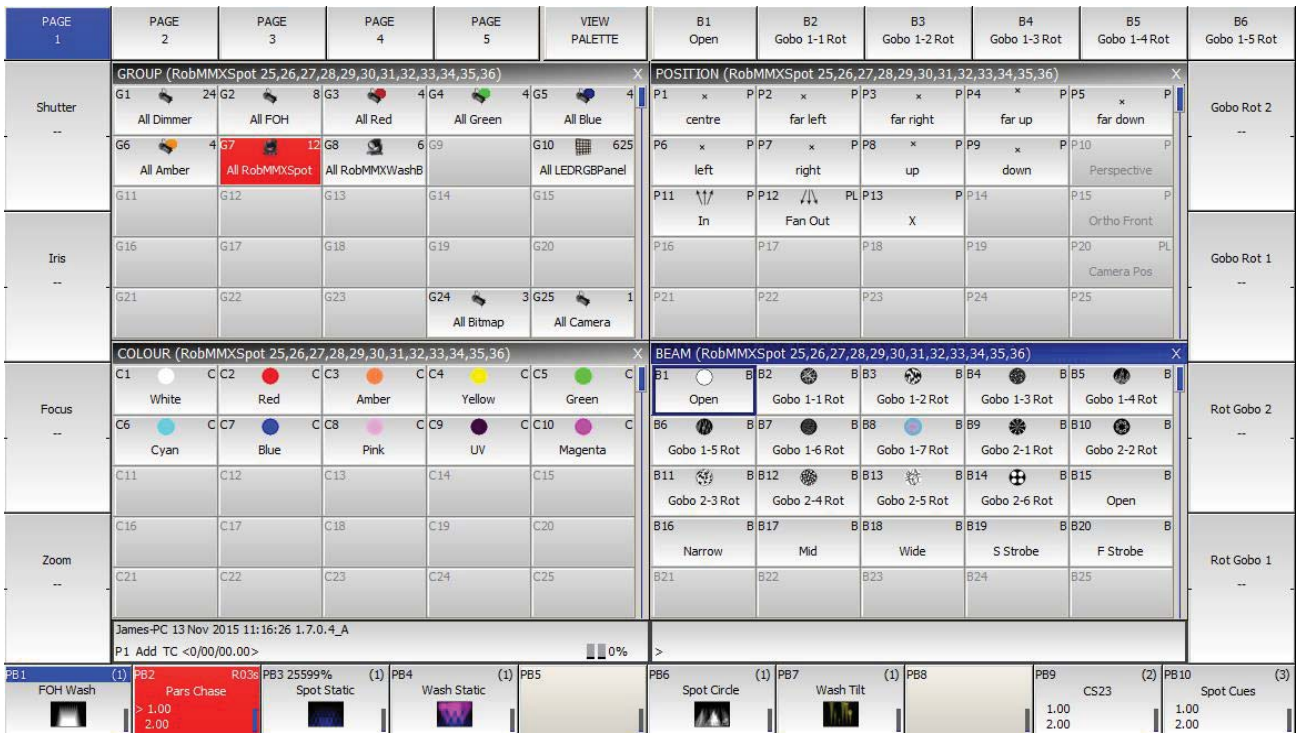 PAGE PAGE PAGE PAGE PAGE VIEW B1 B2 B3 B4 B5 B6
1 2 3 4 5 PALETTE Open Gobo 1-1 Rot Gobo 1-2 Rot Gobo 1-3 Rot Gobo 1-4 Rot Gobo 1-5 Rot
Shutter
--
Iris
--
Focus
--
Zoom
--
GROUP (RobMMXSpot 25,26,27,28,29,30,31,32,33,34,35,36) X
G1 24 G2 8 G3 4 G4 4 G5 4
All Dimmer All FOH All Red All Green All Blue
G6 4 G7 12 G8 6 G9 G10 625
All Amber All RobMMXSpot All RobMMXWashB All LEDRGBPanel
G11 G12 G13 G14 G15
G16 G17 G18 G19 G20
G21 G22 G23 G24 3 G25 1
All Bitmap All Camera
POSITION (RobMMXSpot 25,26,27,28,29,30,31,32,33,34,35,36) X
P1 P P2 P P3 P P4 P P5 P
centre far left far right far up far down
P6 P P7 P P8 P P9 P P10 P
left right up down Perspective
P11 P P12 PL P13 P P14 P15 P
In Fan Out X Ortho Front
P16 P17 P18 P19 P20 PL
Camera Pos
P21 P22 P23 P24 P25
COLOUR (RobMMXSpot 25,26,27,28,29,30,31,32,33,34,35,36) X
C1 C C2 C C3 C C4 C C5 C
White Red Amber Yellow Green
C6 C C7 C C8 C C9 C C10 C
Cyan Blue Pink UV Magenta
C11 C12 C13 C14 C15
C16 C17 C18 C19 C20
C21 C22 C23 C24 C25
BEAM (RobMMXSpot 25,26,27,28,29,30,31,32,33,34,35,36) X
B1 B B2 B B3 B B4 B B5 B
Open Gobo 1-1 Rot Gobo 1-2 Rot Gobo 1-3 Rot Gobo 1-4 Rot
B6 B B7 B B8 B B9 B B10 B
Gobo 1-5 Rot Gobo 1-6 Rot Gobo 1-7 Rot Gobo 2-1 Rot Gobo 2-2 Rot
B11 B B12 B B13 B B14 B B15 B
Gobo 2-3 Rot Gobo 2-4 Rot Gobo 2-5 Rot Gobo 2-6 Rot Open
B16 B B17 B B18 B B19 B B20 B
Narrow Mid Wide S Strobe F Strobe
B21 B22 B23 B24 B25
Gobo Rot 2
--
Gobo Rot 1
--
Rot Gobo 2
--
Rot Gobo 1
--
James-PC 13 Nov 2015 11:16:26 1.7.0.4_A
P1 Add TC <0/00/00.00> 0% >
PB1 (1) PB2 R03s PB3 25599% (1) PB4 (1) PB5 PB6 (1) PB7 (1) PB8 PB9 (2) PB10 (3)
FOH Wash Pars Chase Spot Static Wash Static Spot Circle Wash Tilt CS23 Spot Cues
> 1.00 1.00 1.00
2.00 2.00 2.00